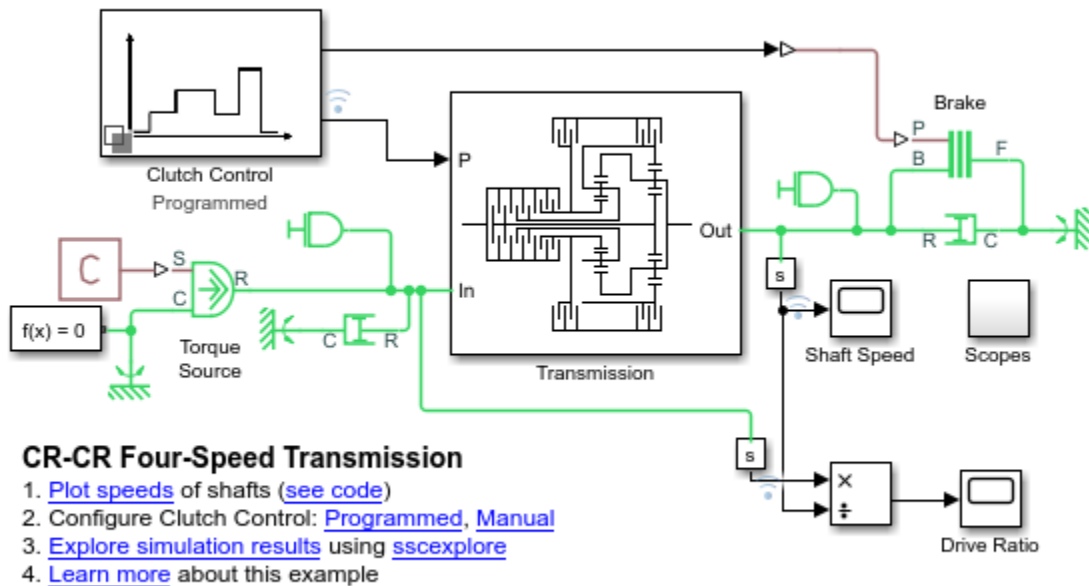 Clutch Control
Programmed
P
In
Out
Transmission
C
S
C
R
f(x) = 0
Torque
Source
C
R
Brake
P
B
F
R
C
s
Shaft Speed
Scopes
s
×
÷
Drive Ratio
CR-CR Four-Speed Transmission
1. Plot speeds of shafts (see code)
2. Configure Clutch Control: Programmed, Manual
3. Explore simulation results using sscexplore
4. Learn more about this example